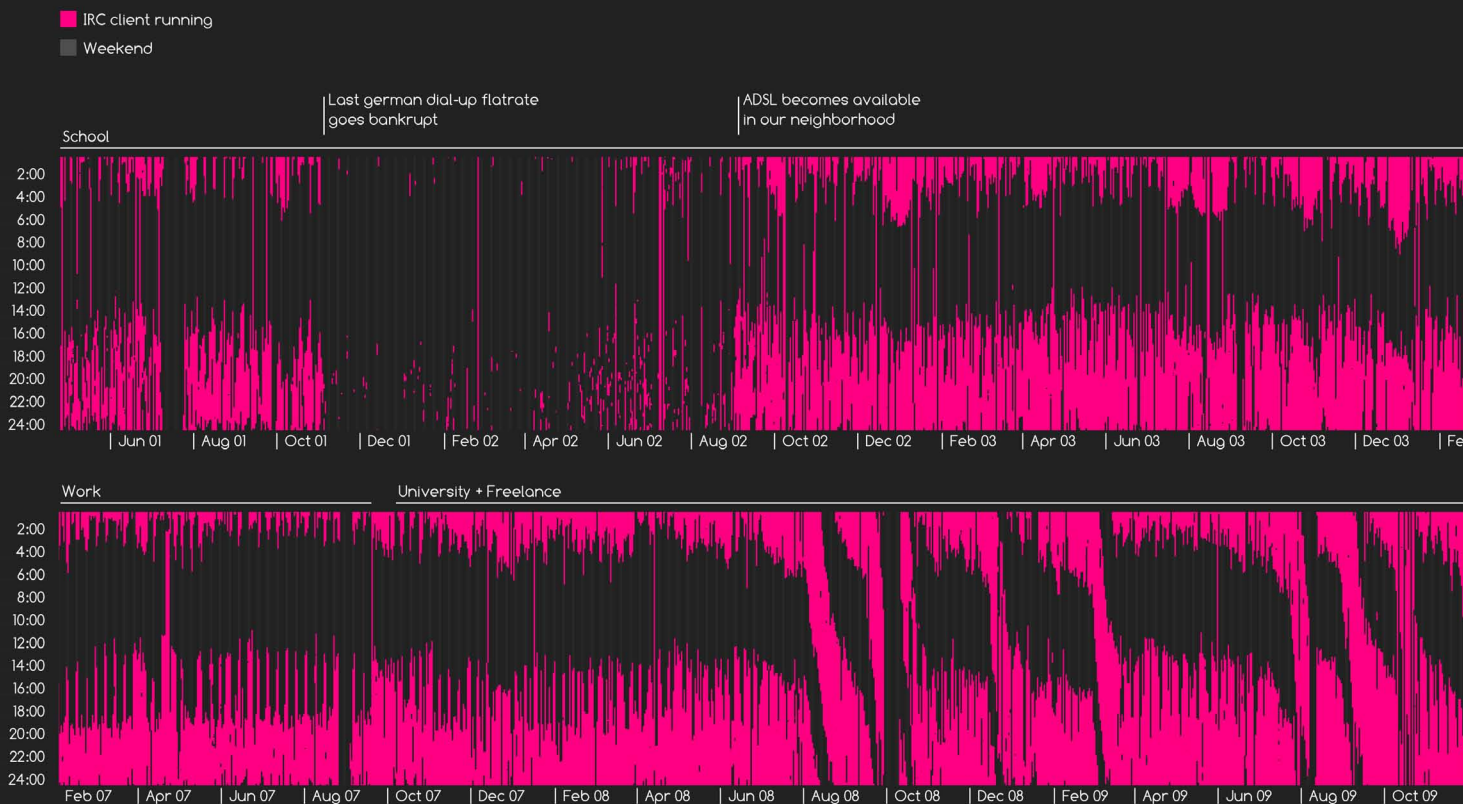 IRC client running
Weekend
Last german dial-up flatrate
goes bankrupt
ADSL becomes available
in our neighborhood
School
2:00
4:00
6:00
8:00
10:00
12:00
14:00
16:00
18:00
20:00
22:00
24:00
Jun 01 Aug 01 Oct 01 Dec 01 Feb 02 Apr 02 Jun 02 Aug 02 Oct 02 Dec 02 Feb 03 Apr 03 Jun 03 Aug 03 Oct 03 Dec 03 Fe
Work University + Freelance
2:00
4:00
6:00
8:00
10:00
12:00
14:00
16:00
18:00
20:00
22:00
24:00
Feb 07 Apr 07 Jun 07 Aug 07 Oct 07 Dec 07 Feb 08 Apr 08 Jun 08 Aug 08 Oct 08 Dec 08 Feb 09 Apr 09 Jun 09 Aug 09 Oct 09